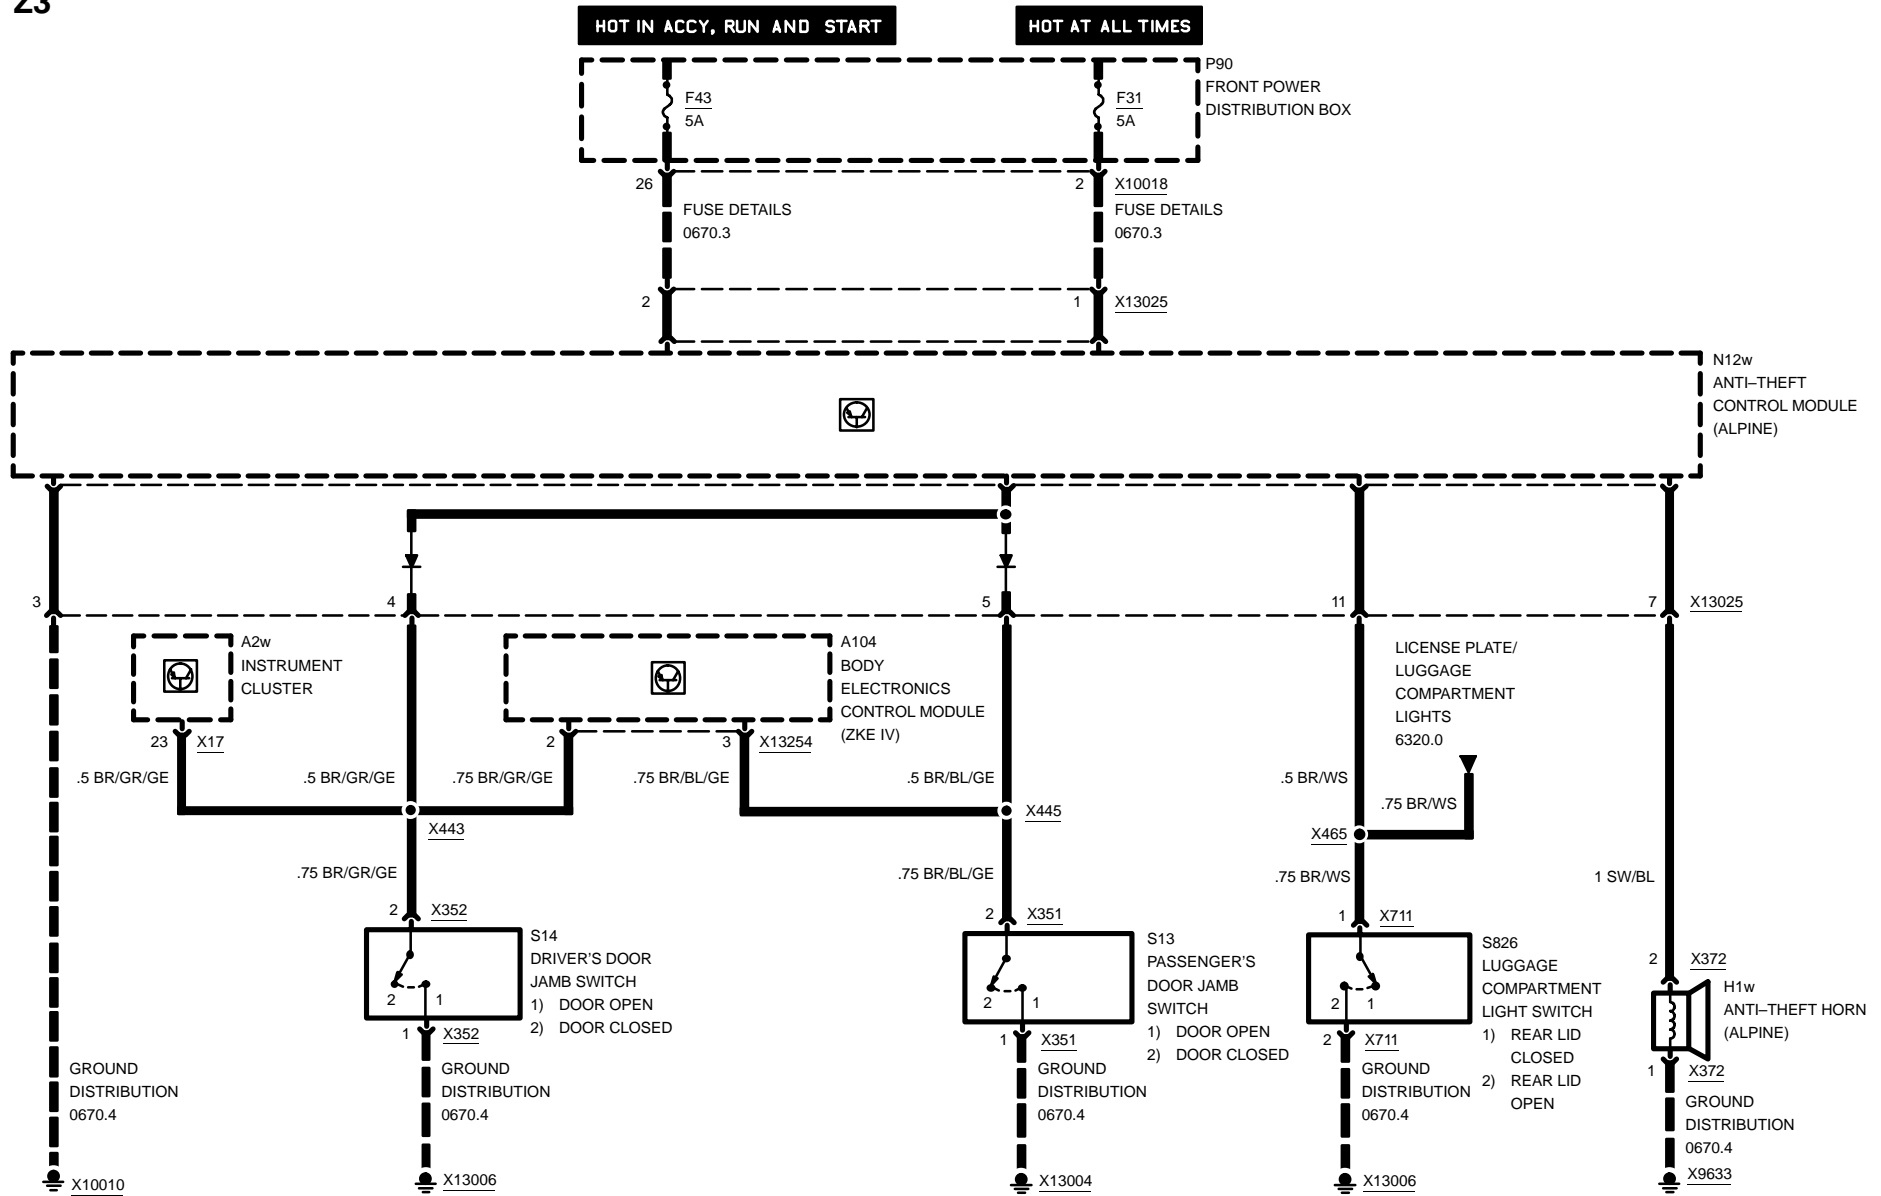 Z3
HOT IN ACCY, RUN AND START
HOT AT ALL TIMES
P90
FRONT POWER
DISTRIBUTION BOX
F43
5A
F31
5A
26
2
X10018
FUSE DETAILS
0670.3
FUSE DETAILS
0670.3
2
1
X13025
N12w
ANTI–THEFT
CONTROL MODULE
(ALPINE)
3
4
5
11
7
X13025
A2w
INSTRUMENT
CLUSTER
A104
BODY
ELECTRONICS
CONTROL MODULE
(ZKE IV)
LICENSE PLATE/
LUGGAGE
COMPARTMENT
LIGHTS
6320.0
23
X17
2
3
X13254
.5 BR/GR/GE
.5 BR/GR/GE
.75 BR/GR/GE
.75 BR/BL/GE
.5 BR/BL/GE
.5 BR/WS
.75 BR/WS
X443
X445
X465
.75 BR/GR/GE
.75 BR/BL/GE
.75 BR/WS
1 SW/BL
2
X352
2
X351
1
X711
2
X372
S14
DRIVER'S DOOR
JAMB SWITCH
1) DOOR OPEN
2) DOOR CLOSED
2
1
S13
PASSENGER'S
DOOR JAMB
SWITCH
1) DOOR OPEN
2) DOOR CLOSED
2
1
S826
LUGGAGE
COMPARTMENT
LIGHT SWITCH
1) REAR LID
CLOSED
2) REAR LID
OPEN
2
1
H1w
ANTI–THEFT HORN
(ALPINE)
1
X352
1
X351
2
X711
1
X372
GROUND
DISTRIBUTION
0670.4
GROUND
DISTRIBUTION
0670.4
GROUND
DISTRIBUTION
0670.4
GROUND
DISTRIBUTION
0670.4
GROUND
DISTRIBUTION
0670.4
X10010
X13006
X13004
X13006
X9633